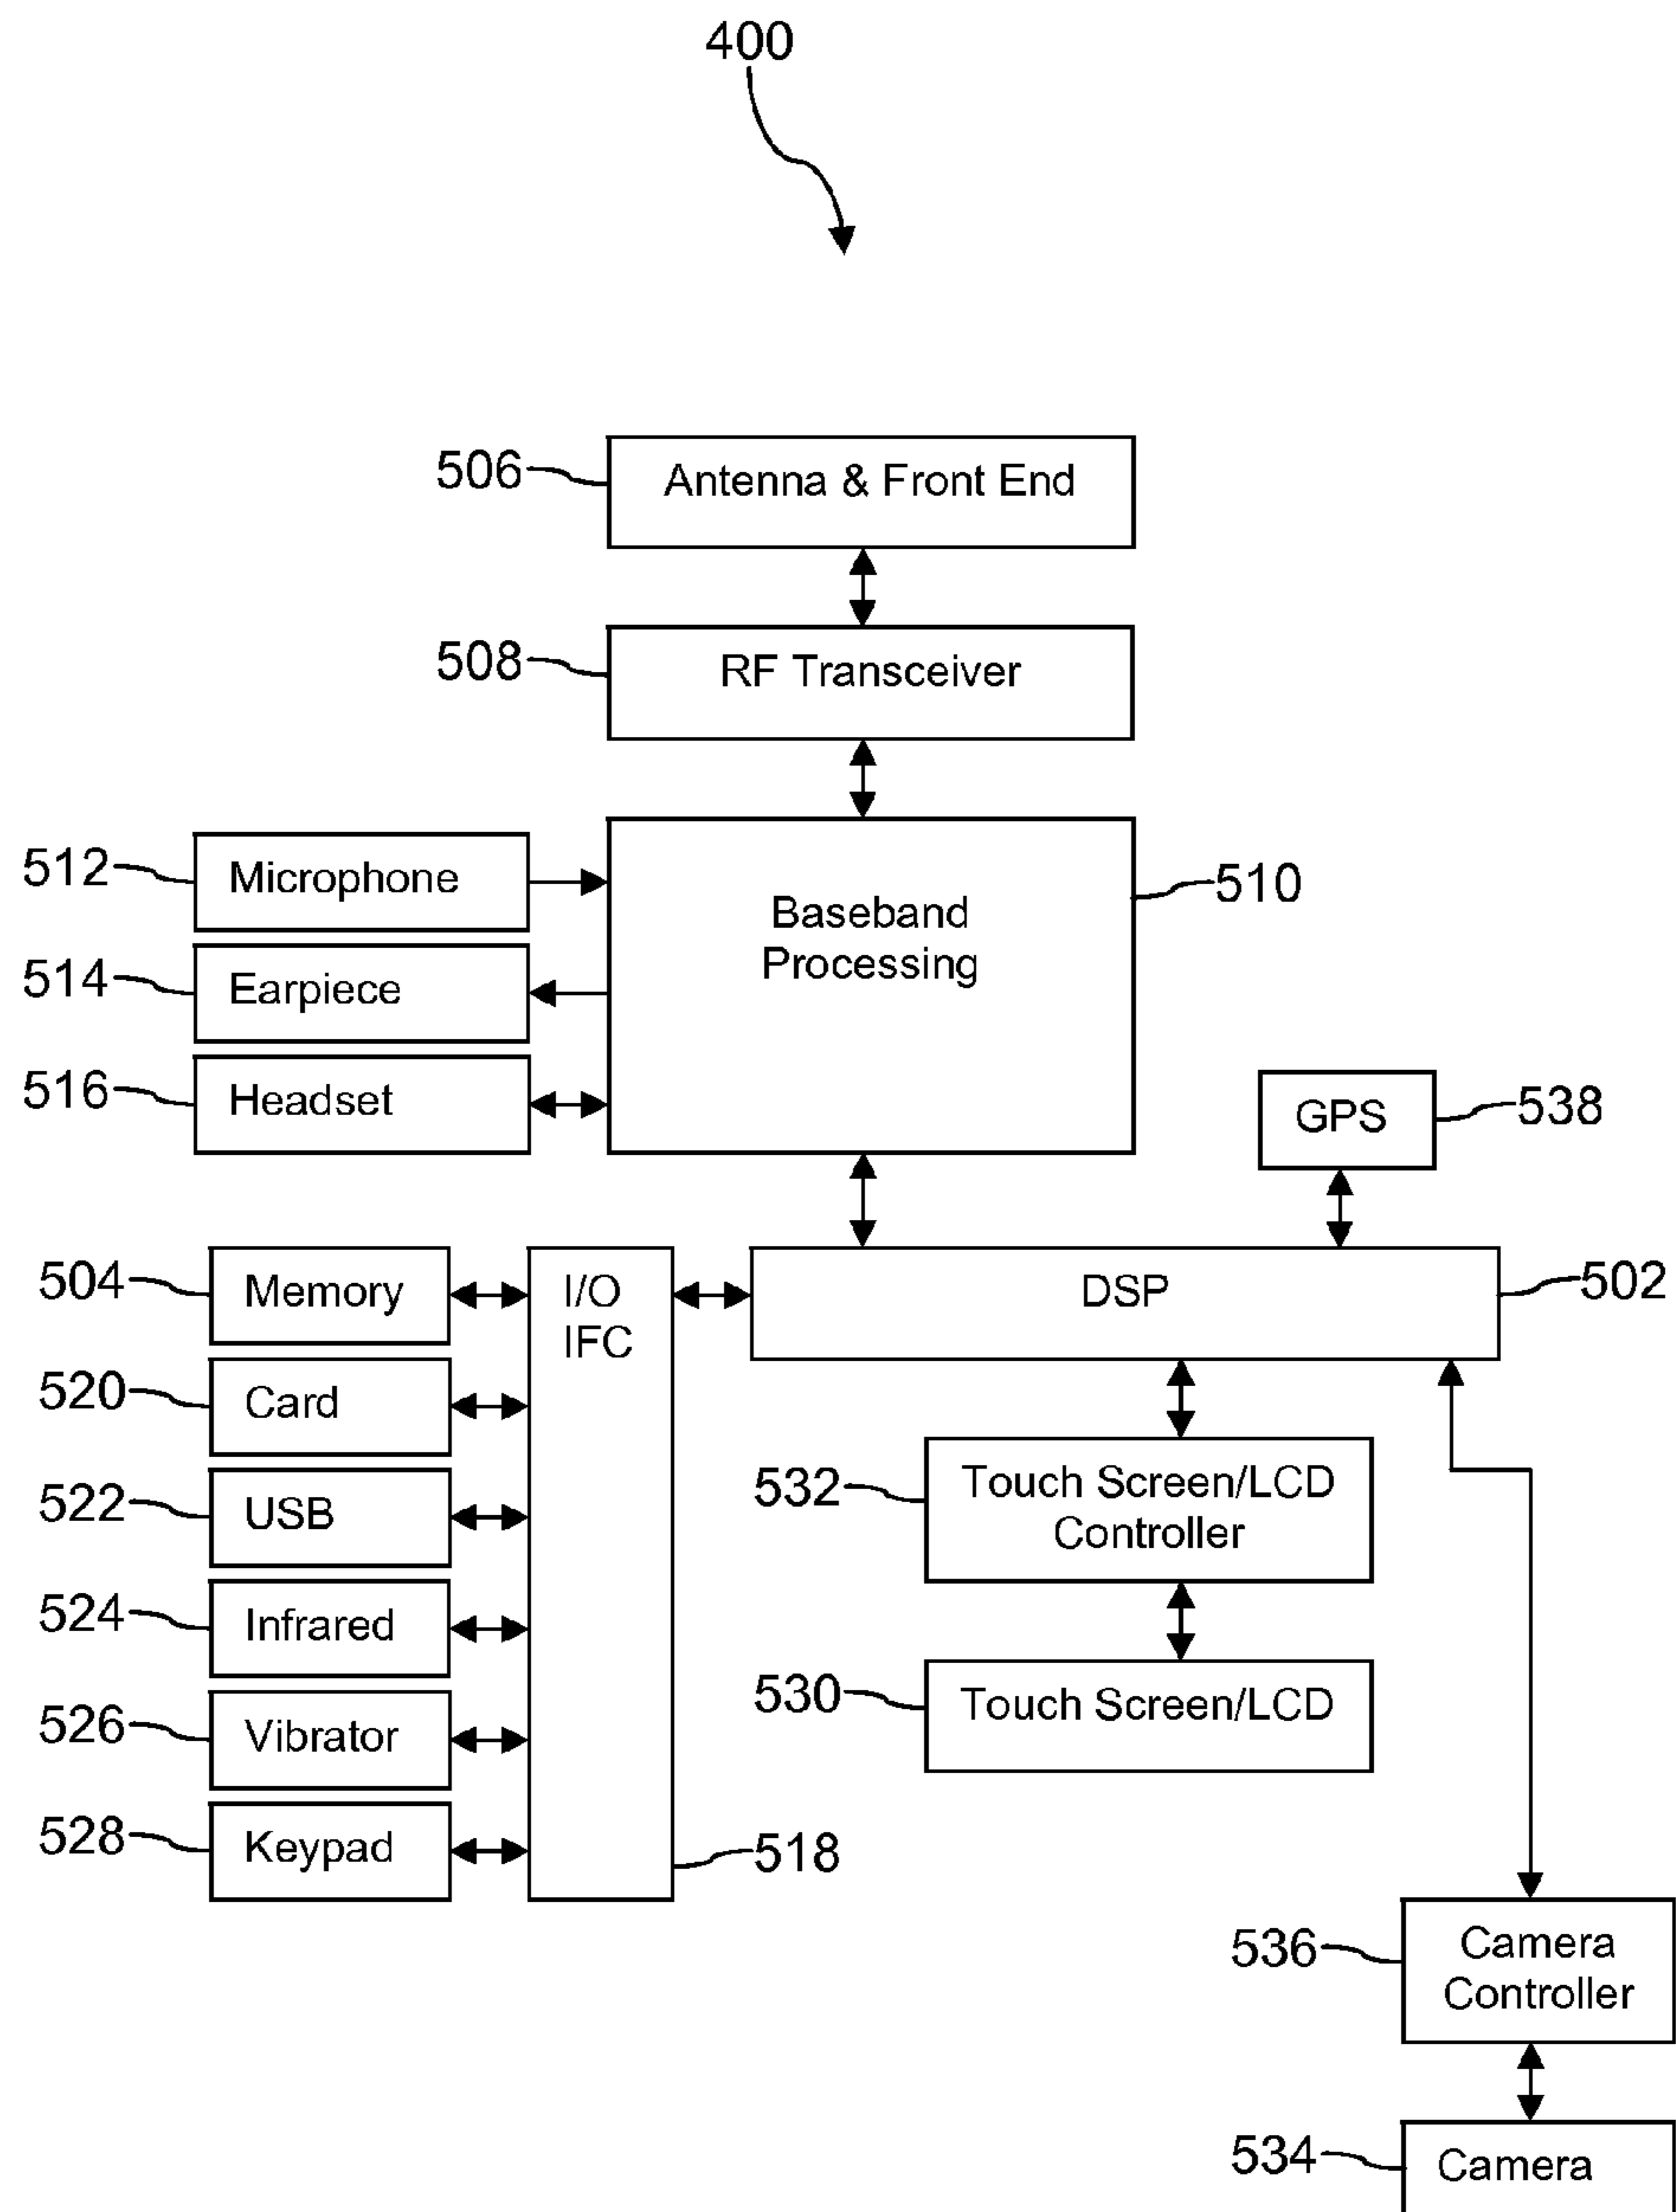 400
506
Antenna & Front End
508
RF Transceiver
512
Microphone
510
Baseband
Processing
514
Earpiece
516
Headset
GPS
538
504
Memory
I/O
IFC
DSP
502
520
Card
522
USB
532
Touch Screen/LCD
Controller
524
Infrared
530
Touch Screen/LCD
526
Vibrator
528
Keypad
518
536
Camera
Controller
534
Camera